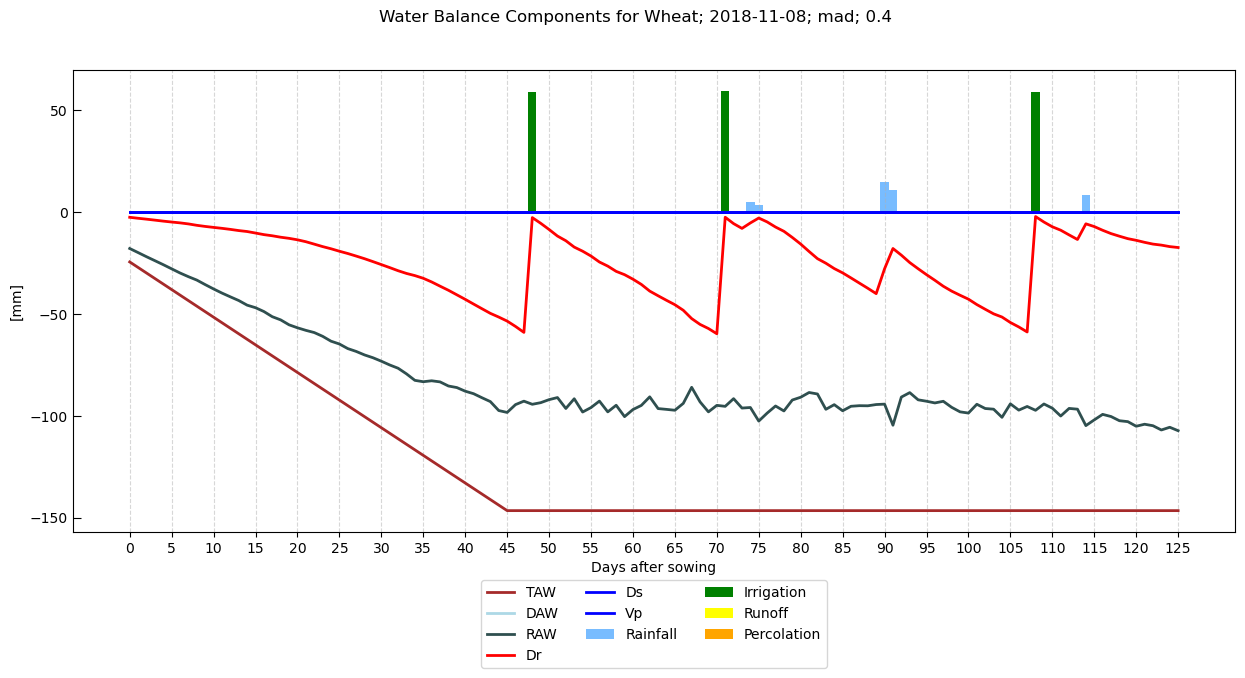 Water Balance Components for Wheat; 2018-11-08; mad; 0.4
50
0
−50
−100
−150
[mm]
0 5 10 15 20 25 30 35 40 45 50 55 60 65 70 75 80 85 90 95 100 105 110 115 120 125
Days after sowing
TAW Ds Irrigation
DAW Vp Runoff
RAW Rainfall Percolation
Dr